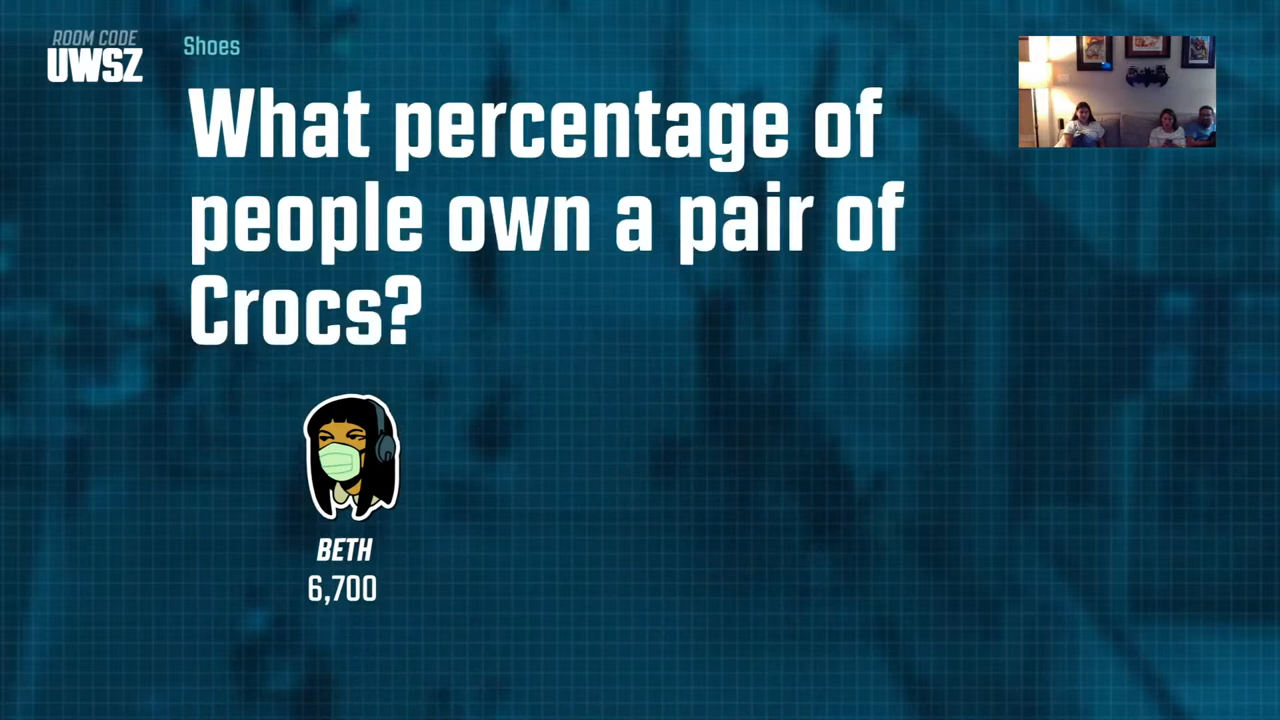 ROOM CODE
UWSZ
Shoes
What percentage of
people own a pair of
Crocs?
BETH
6,700